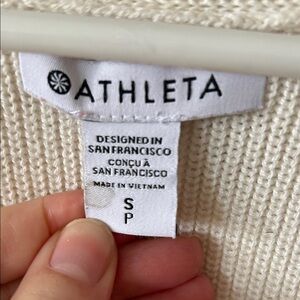 ATHLETA
DESIGNED IN
SAN FRANCISCO
CONÇU À
SAN FRANCISCO
MADE IN VIETNAM
S
P